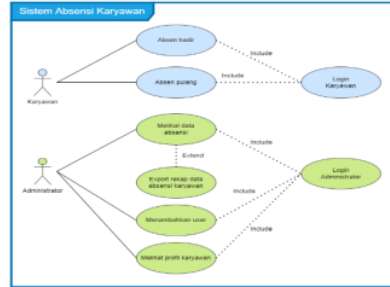 Sistem Absensi Karyawan
Absen hadir
Include
Absen pulang
Include
Login
Karyawan
Karyawan
Melihat data
absensi
Include
Extend
Login
Administrator
Export rekap data
absensi karyawan
Administrator
Include
Menambahkan user
Include
Melihat profil karyawan